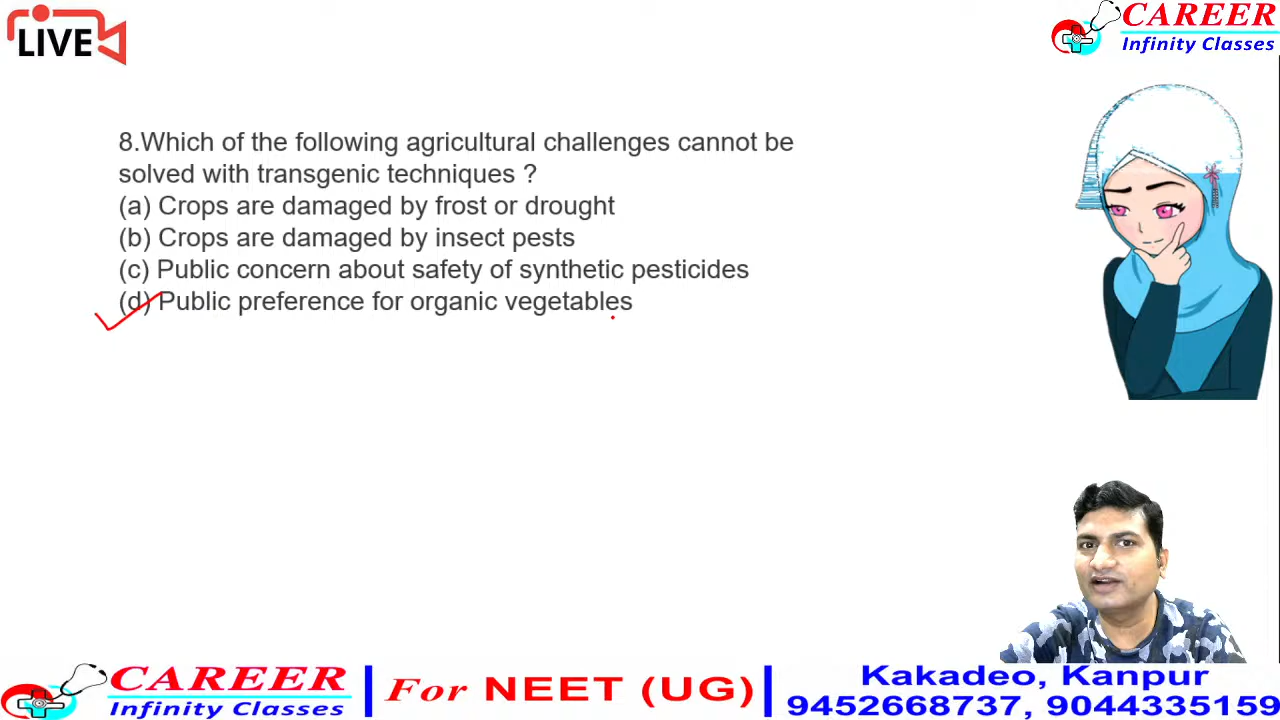 LIVE
CAREER
Infinity Classes
8.Which of the following agricultural challenges cannot be
solved with transgenic techniques ?
(a) Crops are damaged by frost or drought
(b) Crops are damaged by insect pests
(c) Public concern about safety of synthetic pesticides
(d) Public preference for organic vegetables
CAREER
Infinity Classes
For NEET (UG)
Kakadeo, Kanpur
9452668737, 9044335159